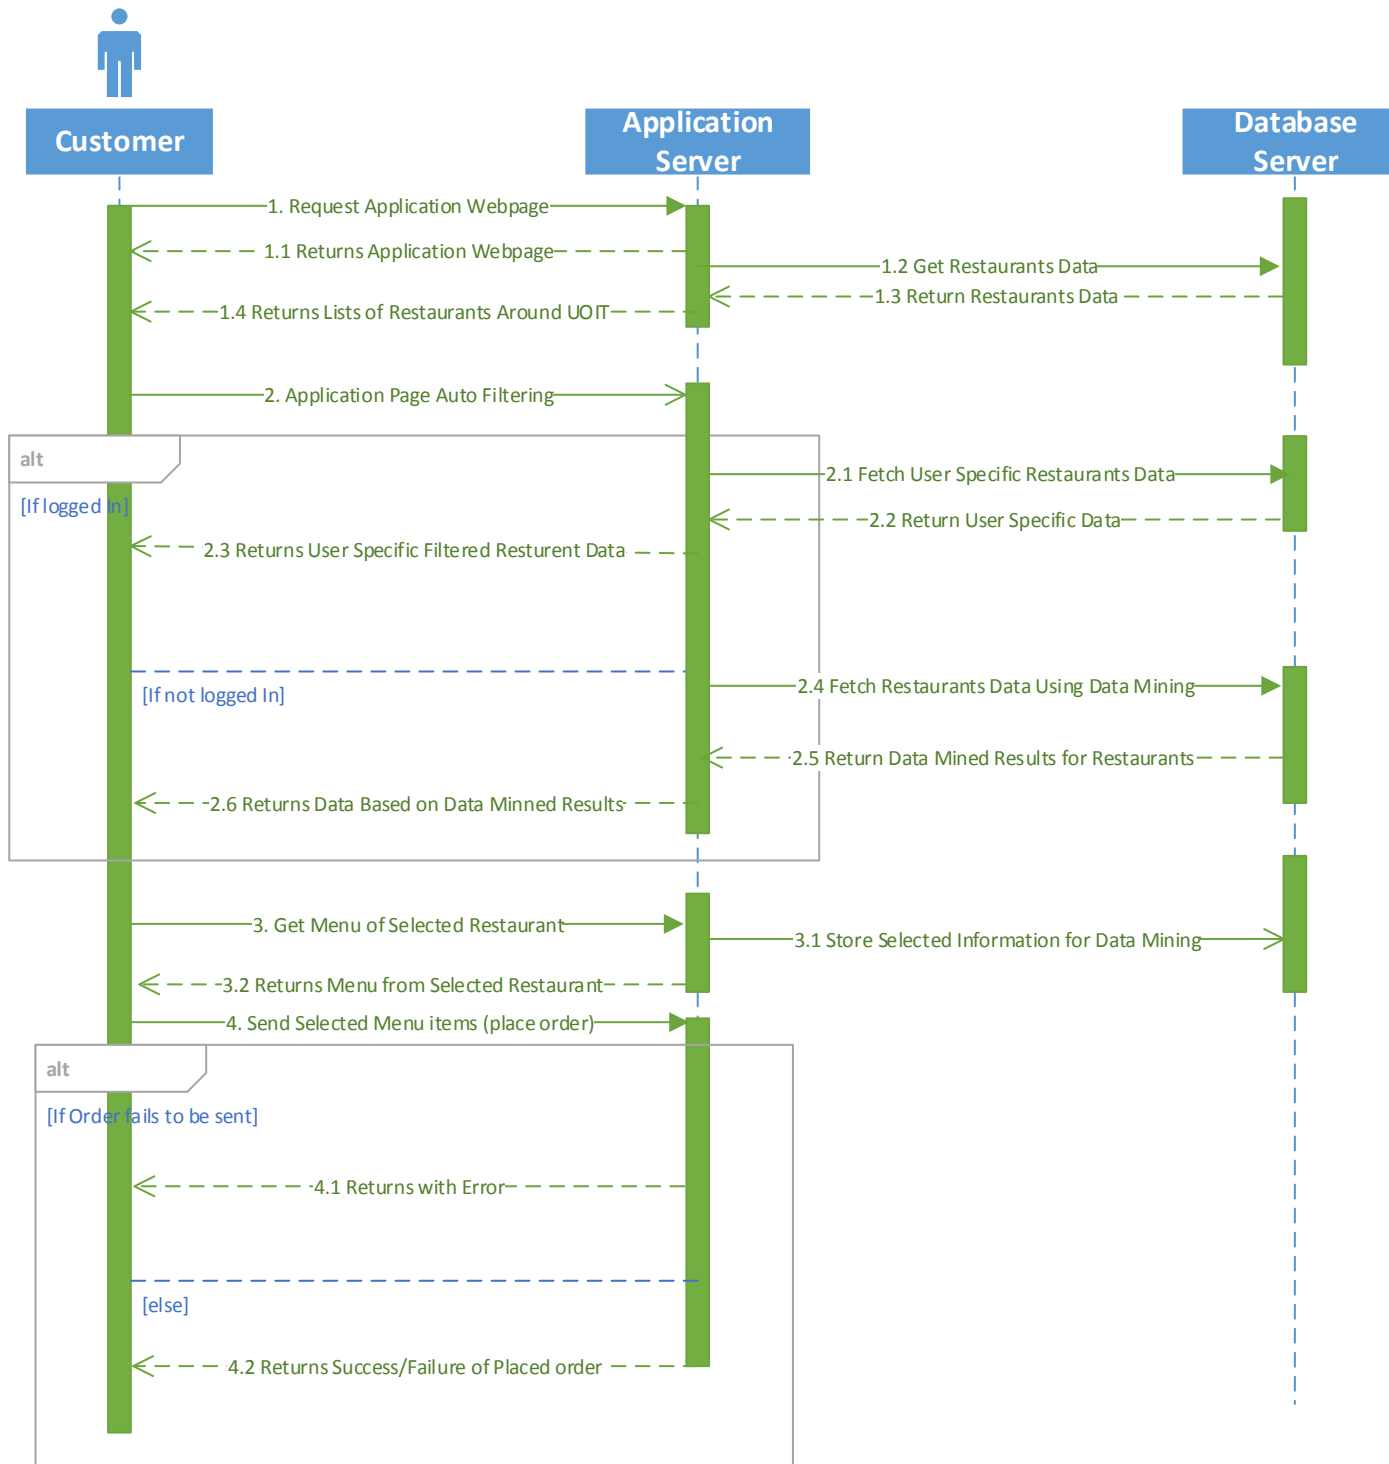 Customer
Application
Server
Database
Server
1. Request Application Webpage
1.1 Returns Application Webpage
1.2 Get Restaurants Data
1.3 Return Restaurants Data
1.4 Returns Lists of Restaurants Around UOIT
2. Application Page Auto Filtering
alt
[If logged In]
2.1 Fetch User Specific Restaurants Data
2.2 Return User Specific Data
2.3 Returns User Specific Filtered Resturent Data
[If not logged In]
2.4 Fetch Restaurants Data Using Data Mining
2.5 Return Data Mined Results for Restaurants
2.6 Returns Data Based on Data Minned Results
3. Get Menu of Selected Restaurant
3.1 Store Selected Information for Data Mining
3.2 Returns Menu from Selected Restaurant
4. Send Selected Menu items (place order)
alt
[If Order fails to be sent]
4.1 Returns with Error
[else]
4.2 Returns Success/Failure of Placed order